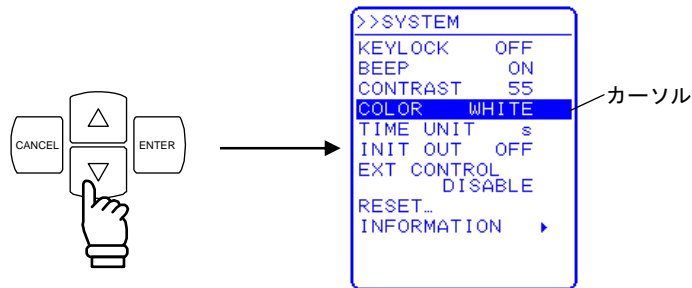 CANCEL
△
▽
ENTER
>>SYSTEM
KEYLOCK OFF
BEEP ON
CONTRAST 55
COLOR WHITE
TIME UNIT s
INIT OUT OFF
EXT CONTROL
DISABLE
RESET…
INFORMATION ▶
カーソル